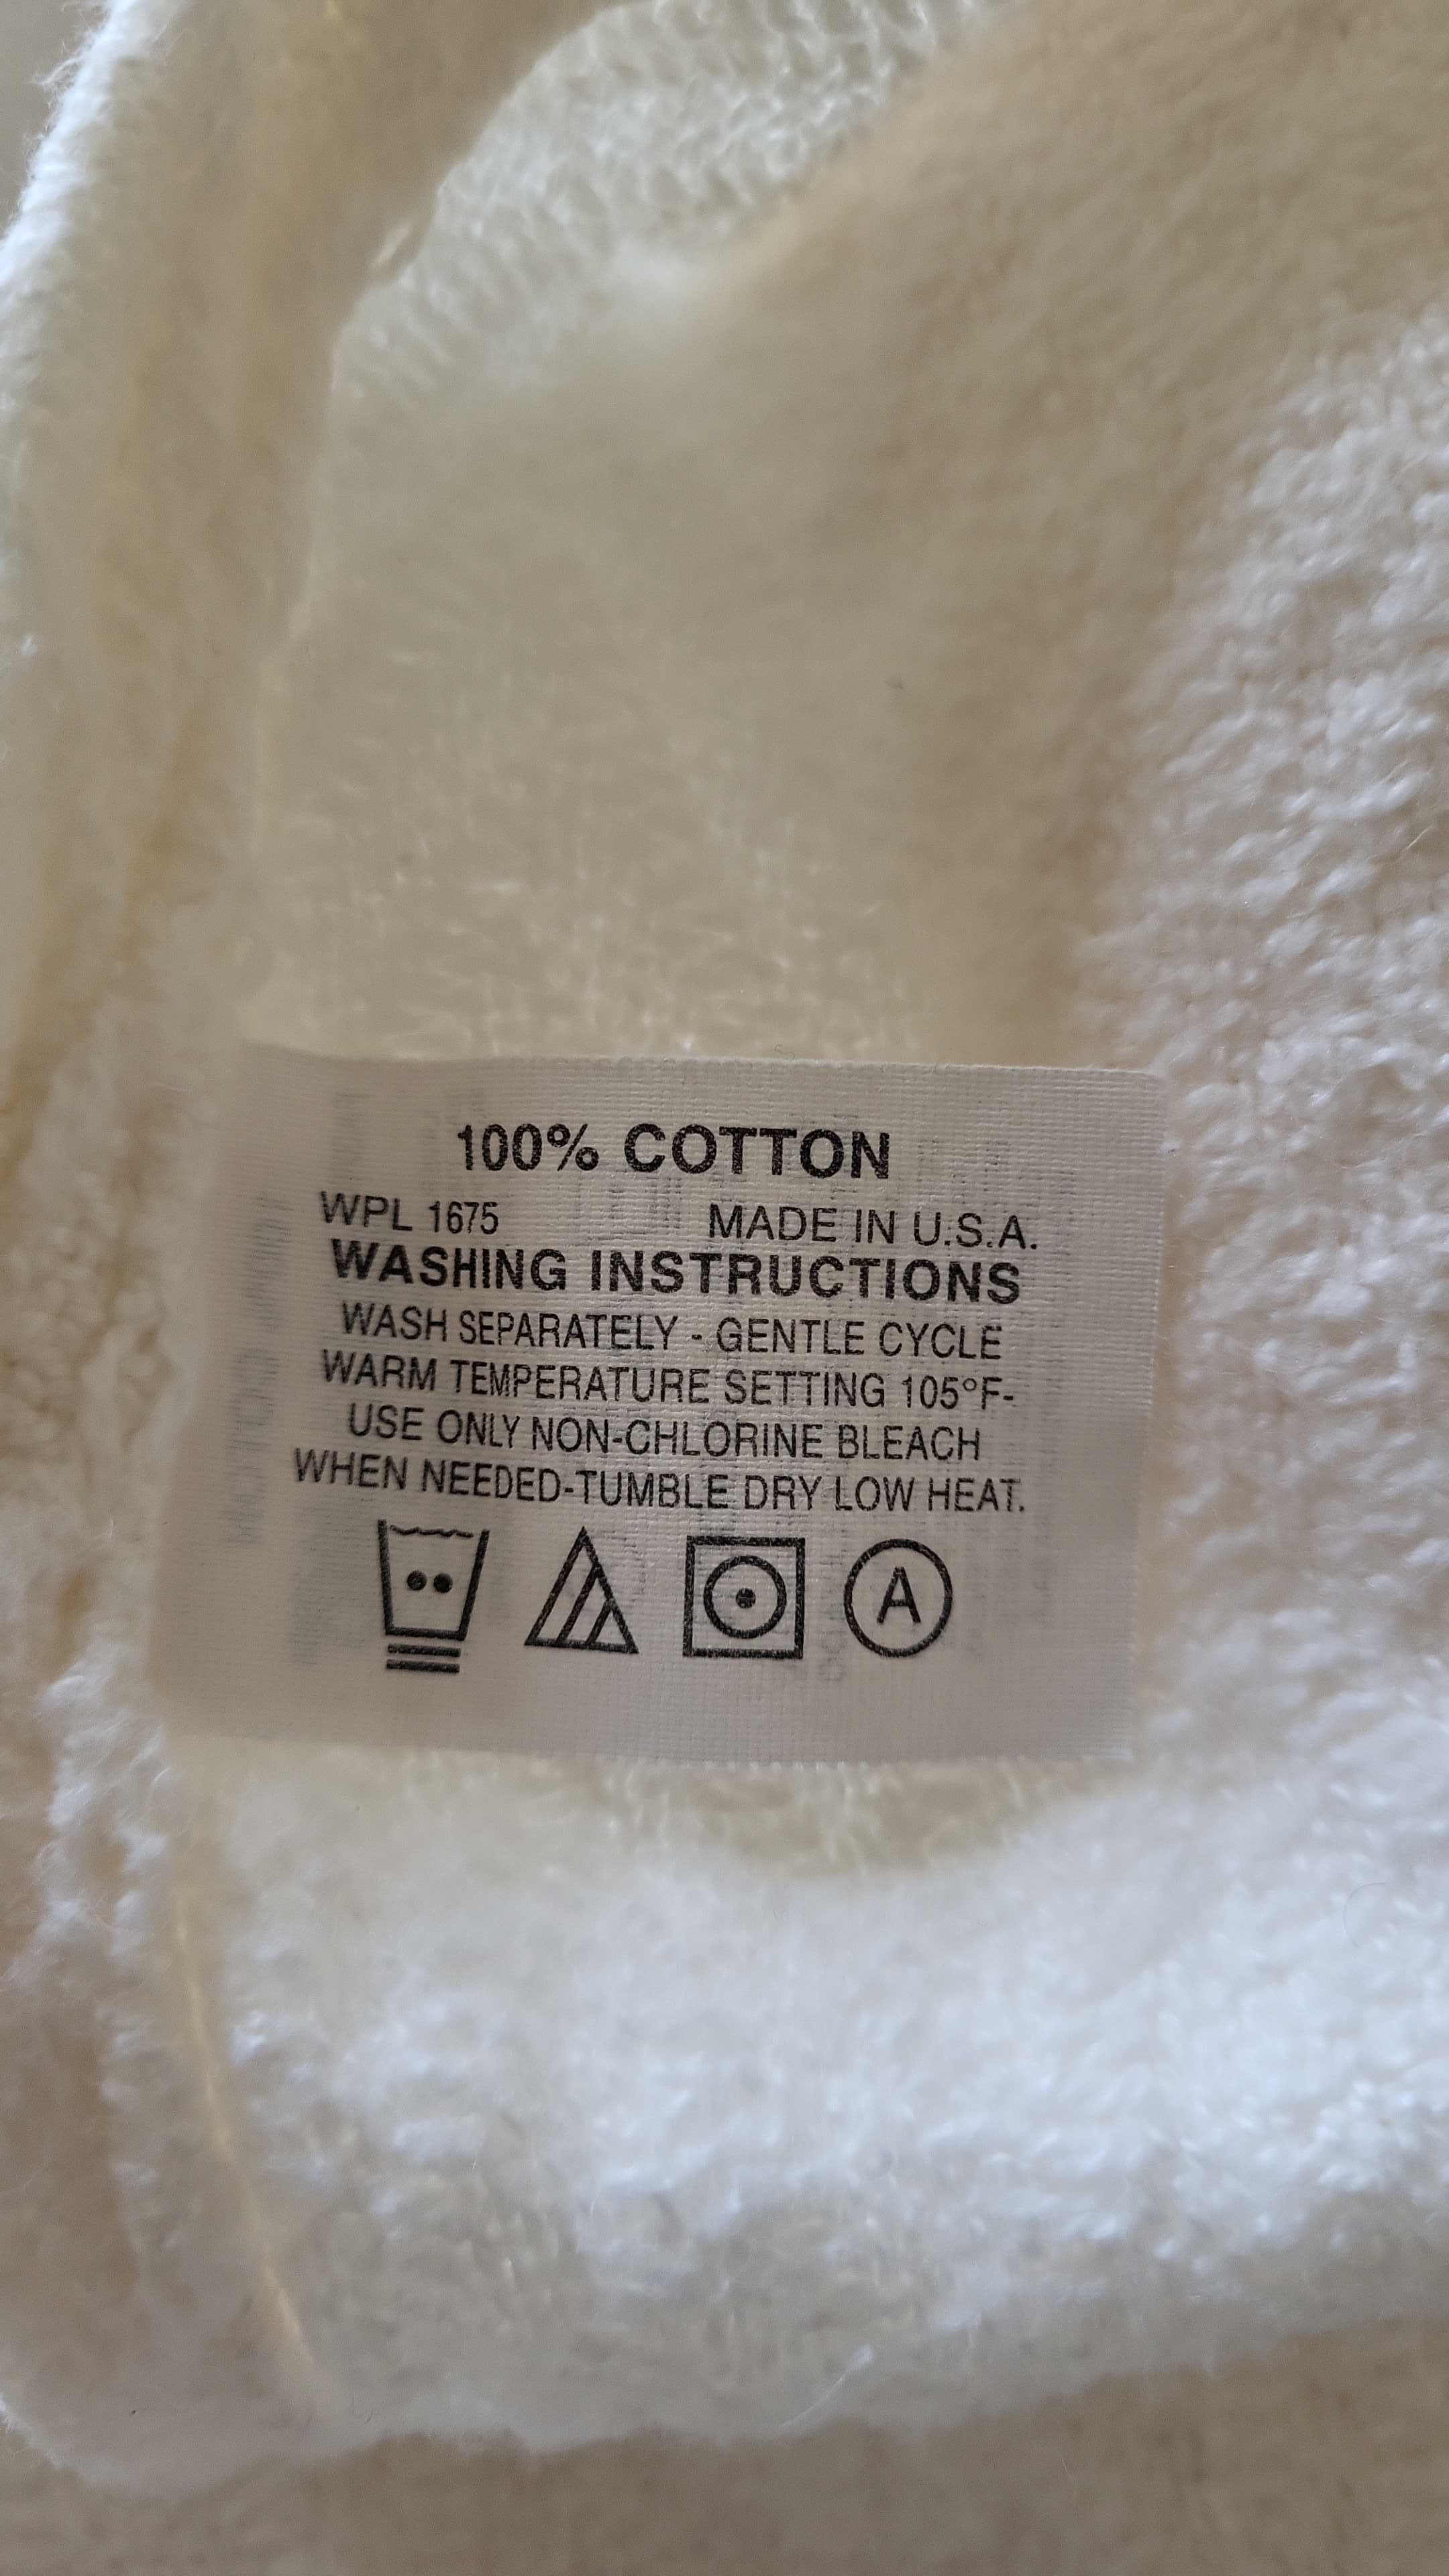 100% COTTON
WPL 1675 MADE IN U.S.A.
WASHING INSTRUCTIONS
WASH SEPARATELY - GENTLE CYCLE
WARM TEMPERATURE SETTING 105°F-
USE ONLY NON-CHLORINE BLEACH
WHEN NEEDED-TUMBLE DRY LOW HEAT.
A